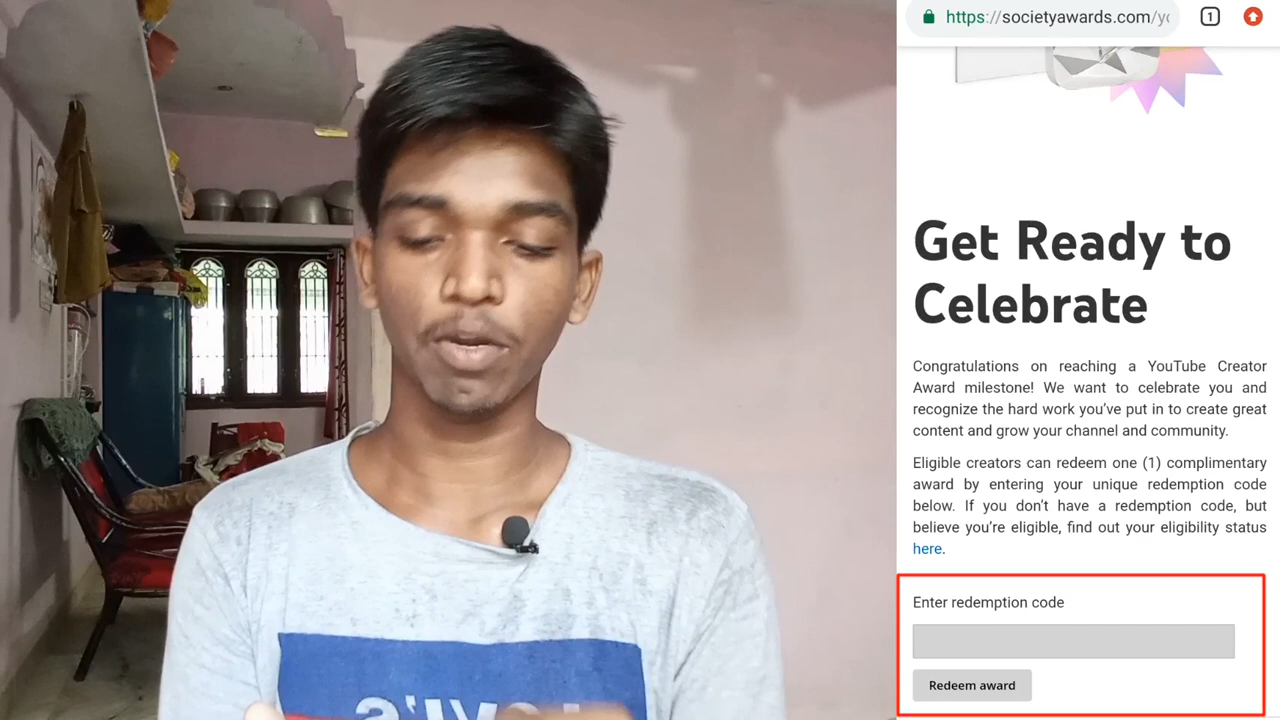 https://societyawards.com/yo
1
Get Ready to
Celebrate
Congratulations on reaching a YouTube Creator
Award milestone! We want to celebrate you and
recognize the hard work you've put in to create great
content and grow your channel and community.
Eligible creators can redeem one (1) complimentary
award by entering your unique redemption code
below. If you don't have a redemption code, but
believe you're eligible, find out your eligibility status
here.
Enter redemption code
Redeem award
Levi's